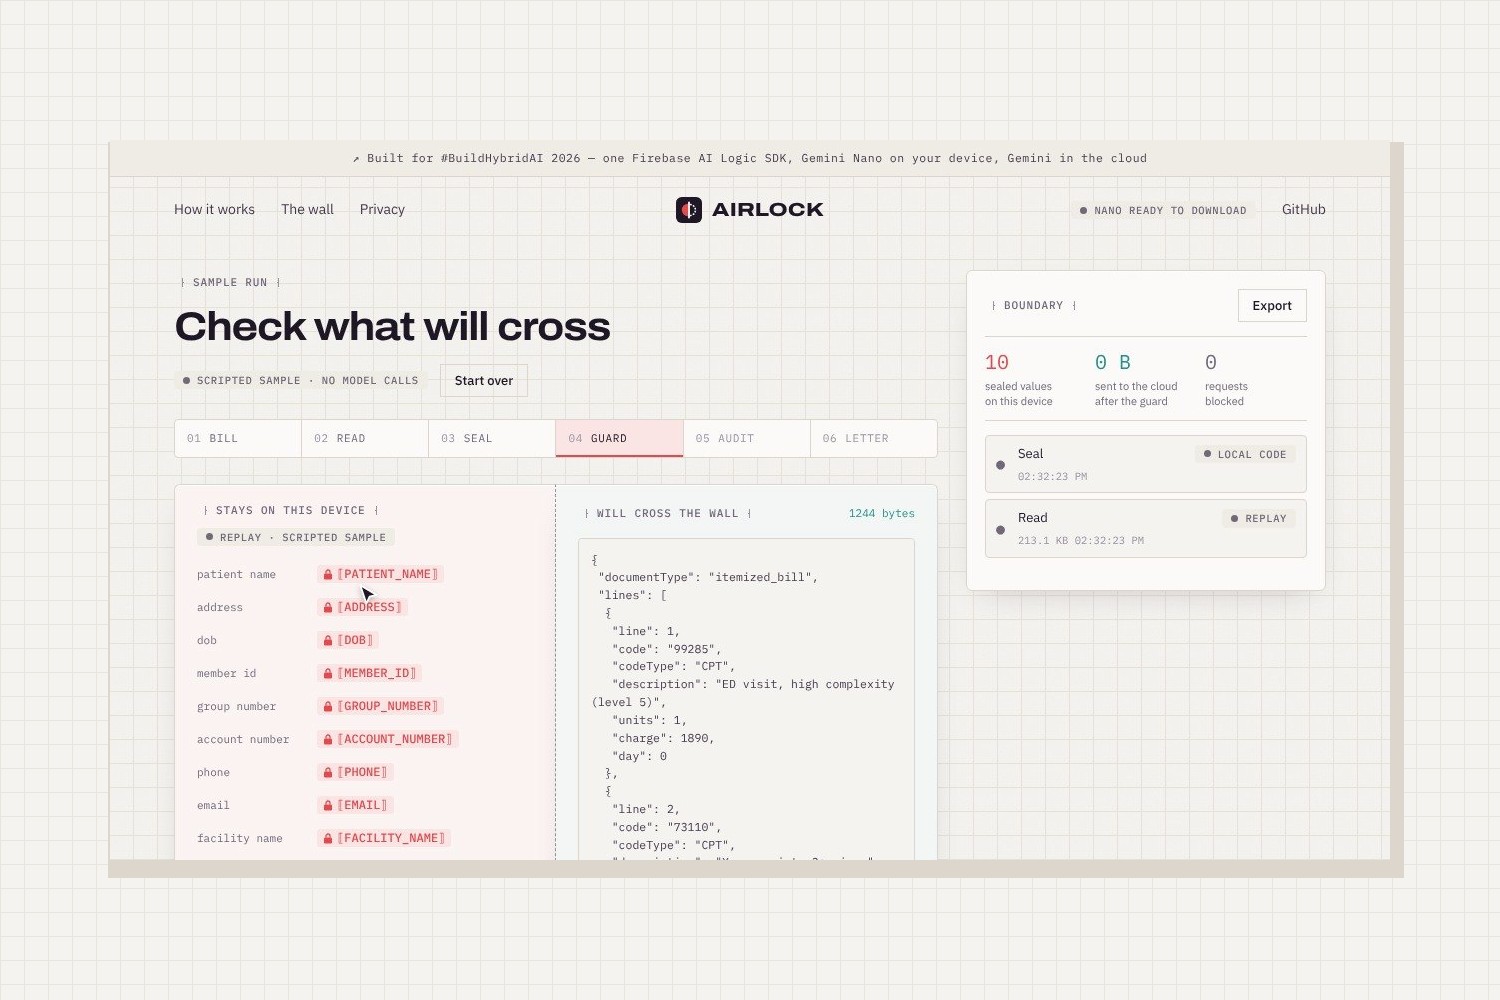 ↗ Built for #BuildHybridAI 2026 — one Firebase AI Logic SDK, Gemini Nano on your device, Gemini in the cloud
How it works The wall Privacy
AIRLOCK
NANO READY TO DOWNLOAD GitHub
SAMPLE RUN
Check what will cross
SCRIPTED SAMPLE · NO MODEL CALLS Start over
01 BILL 02 READ 03 SEAL 04 GUARD 05 AUDIT 06 LETTER
STAYS ON THIS DEVICE
REPLAY · SCRIPTED SAMPLE
patient name ⟦PATIENT_NAME⟧
address ⟦ADDRESS⟧
dob ⟦DOB⟧
member id ⟦MEMBER_ID⟧
group number ⟦GROUP_NUMBER⟧
account number ⟦ACCOUNT_NUMBER⟧
phone ⟦PHONE⟧
email ⟦EMAIL⟧
facility name ⟦FACILITY_NAME⟧
WILL CROSS THE WALL 1244 bytes
{
"documentType": "itemized_bill",
"lines": [
{
"line": 1,
"code": "99285",
"codeType": "CPT",
"description": "ED visit, high complexity
(level 5)",
"units": 1,
"charge": 1890,
"day": 0
},
{
"line": 2,
"code": "73110",
"codeType": "CPT",
BOUNDARY Export
10 0 B 0
sealed values sent to the cloud requests
on this device after the guard blocked
Seal LOCAL CODE
02:32:23 PM
Read REPLAY
213.1 KB 02:32:23 PM